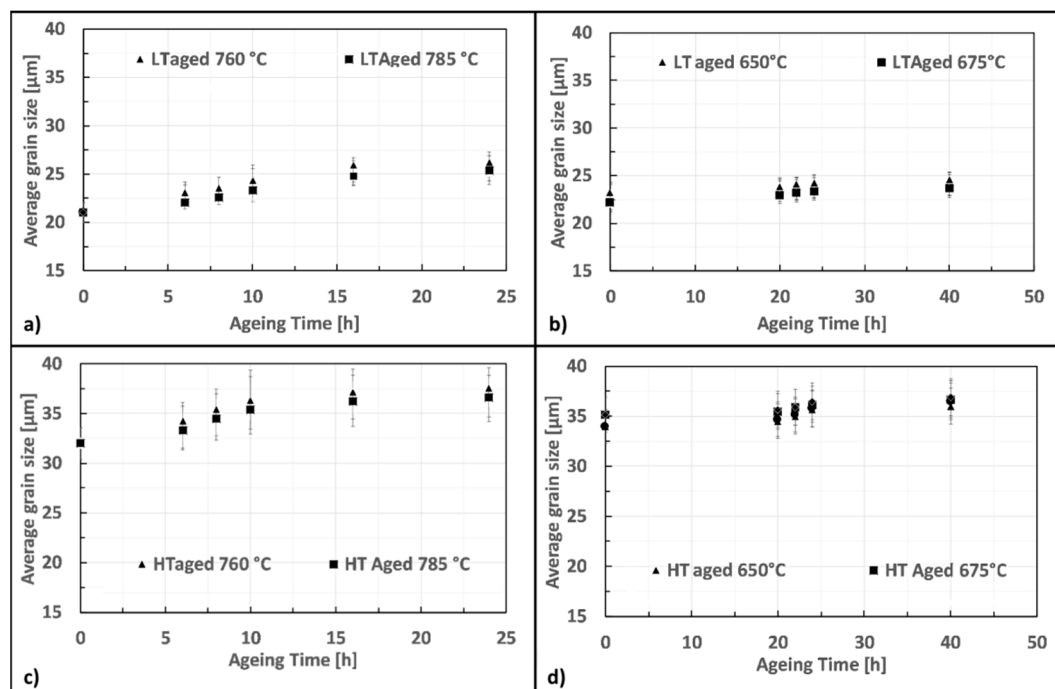 LTaged 760 °C LTAged 785 °C
40
35
30
25
20
15
Average grain size [µm]
0 5 10 15 20 25
Ageing Time [h]
a)
LT aged 650°C LTAged 675°C
40
35
30
25
20
15
Average grain size [µm]
0 10 20 30 40 50
Ageing Time [h]
b)
40
35
30
25
20
15
Average grain size [µm]
HTaged 760 °C HT Aged 785 °C
0 5 10 15 20 25
Ageing Time [h]
c)
40
35
30
25
20
15
Average grain size [µm]
HT aged 650°C HT Aged 675°C
0 10 20 30 40 50
Ageing Time [h]
d)